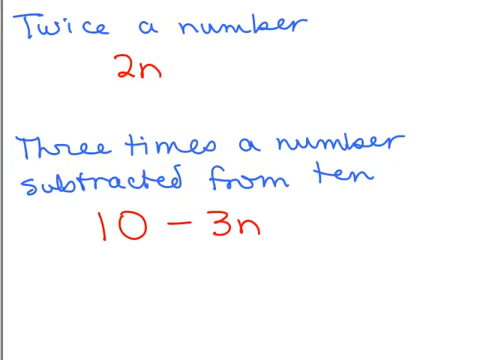 Twice a number
2n
Three times a number
subtracted from ten
10 - 3n